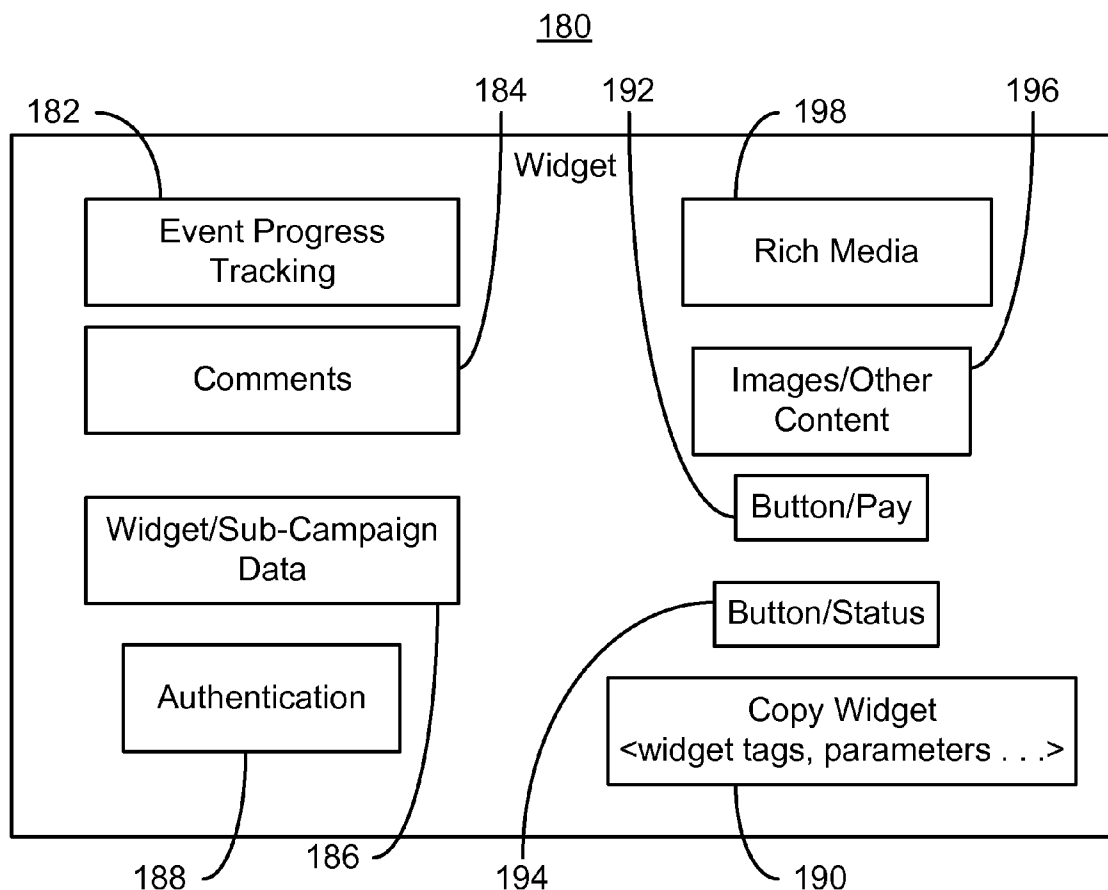 180
184
192
196
182
198
Widget
Event Progress
Tracking
Rich Media
Comments
Images/Other
Content
Button/Pay
Widget/Sub-Campaign
Data
Button/Status
Authentication
Copy Widget
<widget tags, parameters . . .>
188
186
194
190